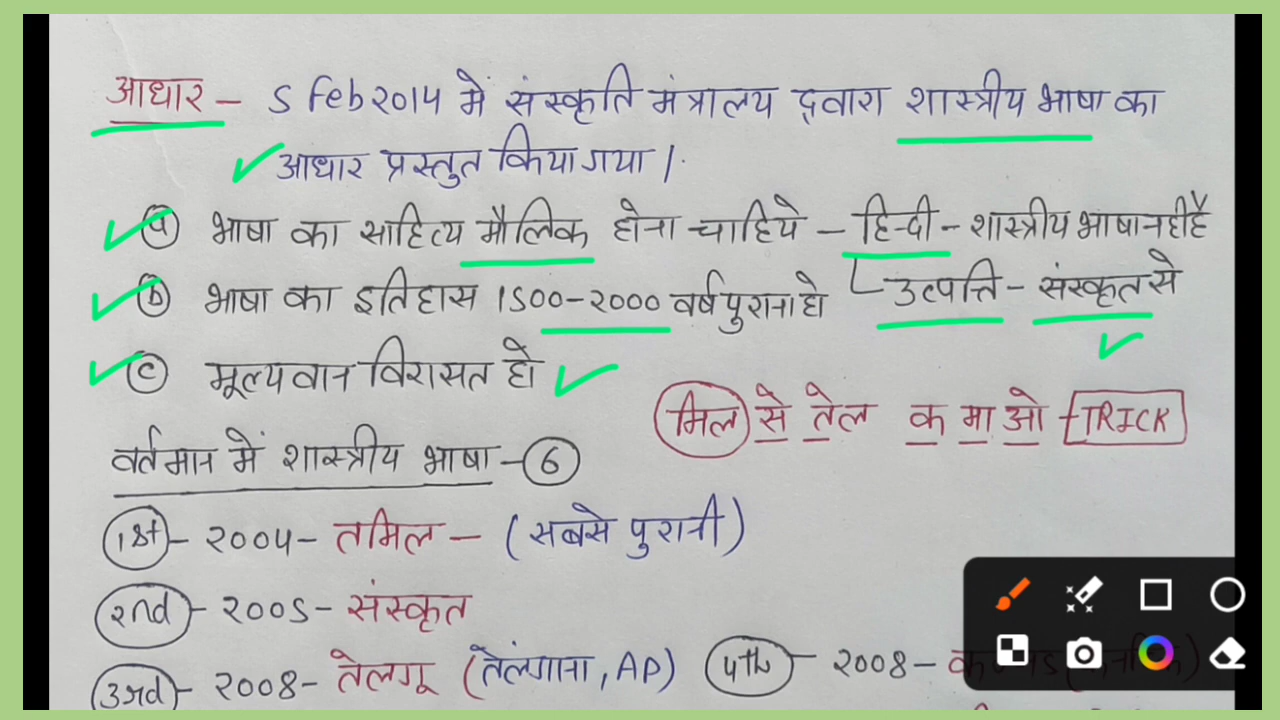 आधार - 5 Feb 2014 में संस्कृति मंत्रालय द्वारा शास्त्रीय भाषा का
आधार प्रस्तुत किया गया।
(a) भाषा का साहित्य मौलिक होना चाहिये - हिन्दी - शास्त्रीय भाषा नही है
उत्पत्ति - संस्कृत से
(b) भाषा का इतिहास 1500-2000 वर्ष पुराना हो
(c) मूल्यवान विरासत हो
मिल से तेल क मा ओ - TRICK
वर्तमान में शास्त्रीय भाषा - 6
1st - 2004 - तमिल - (सबसे पुरानी)
2nd - 2005 - संस्कृत
3rd - 2008 - तेलगू (तेलंगाना, AP) 4th - 2008 -